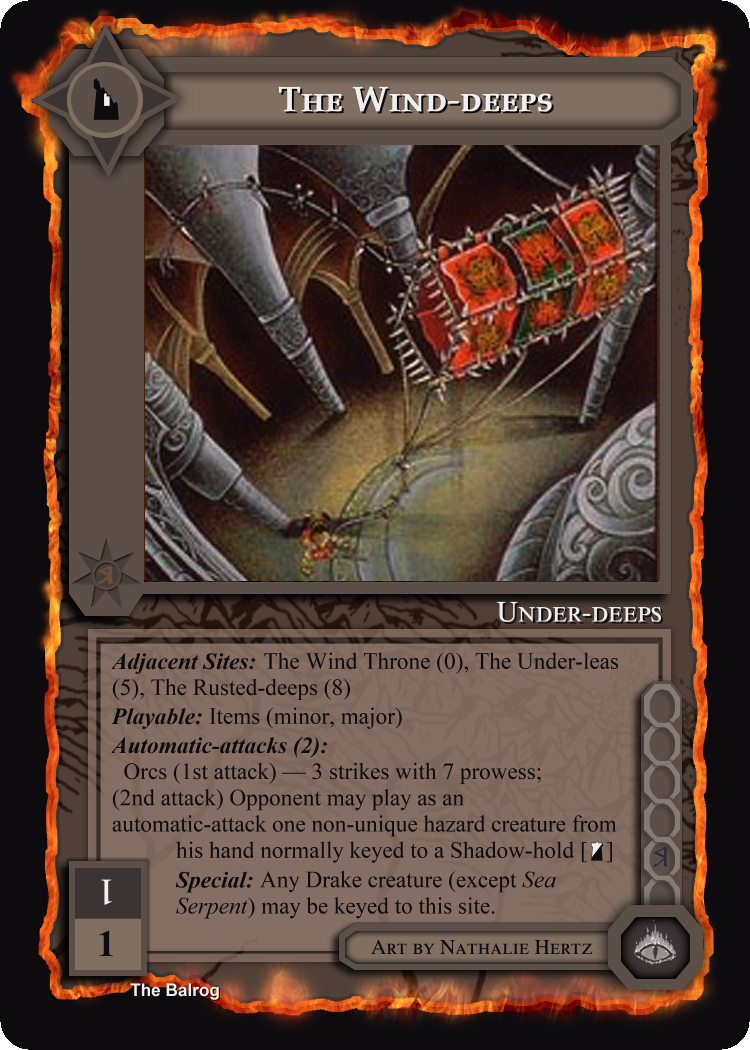 The Wind-deeps
Under-deeps
Adjacent Sites: The Wind Throne (0), The Under-leas
(5), The Rusted-deeps (8)
Playable: Items (minor, major)
Automatic-attacks (2):
Orcs (1st attack) — 3 strikes with 7 prowess;
(2nd attack) Opponent may play as an
automatic-attack one non-unique hazard creature from
his hand normally keyed to a Shadow-hold [ ]
Special: Any Drake creature (except Sea
Serpent) may be keyed to this site.
1
1
Art by Nathalie Hertz
The Balrog